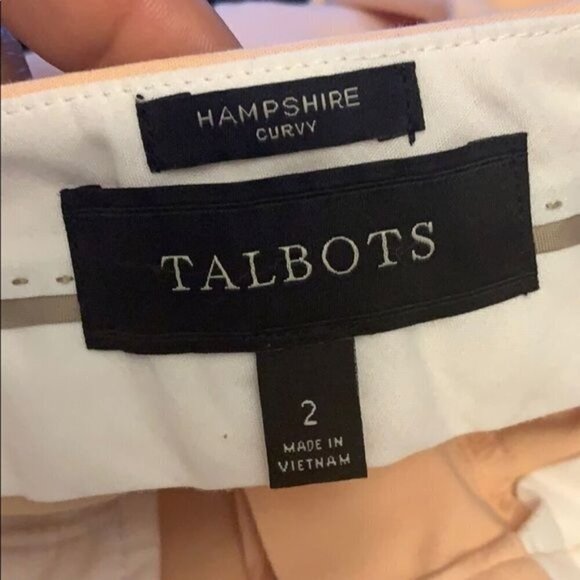 HAMPSHIRE
CURVY
TALBOTS
2
MADE IN
VIETNAM